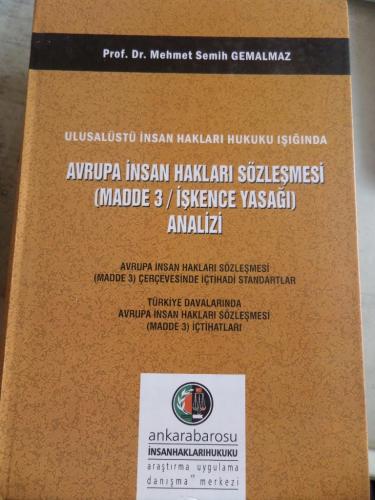 Prof. Dr. Mehmet Semih GEMALMAZ
ULUSALÜSTÜ İNSAN HAKLARI HUKUKU IŞIĞINDA
AVRUPA İNSAN HAKLARI SÖZLEŞMESİ
(MADDE 3 / İŞKENCE YASAĞI)
ANALİZİ
AVRUPA İNSAN HAKLARI SÖZLEŞMESİ
(MADDE 3) ÇERÇEVESİNDE İÇTİHADİ STANDARTLAR
TÜRKİYE DAVALARINDA
AVRUPA İNSAN HAKLARI SÖZLEŞMESİ
(MADDE 3) İÇTİHATLARI
ankarabarosu
İNSANHAKLARIHUKUKU
araştırma uygulama
danışma ve merkezi